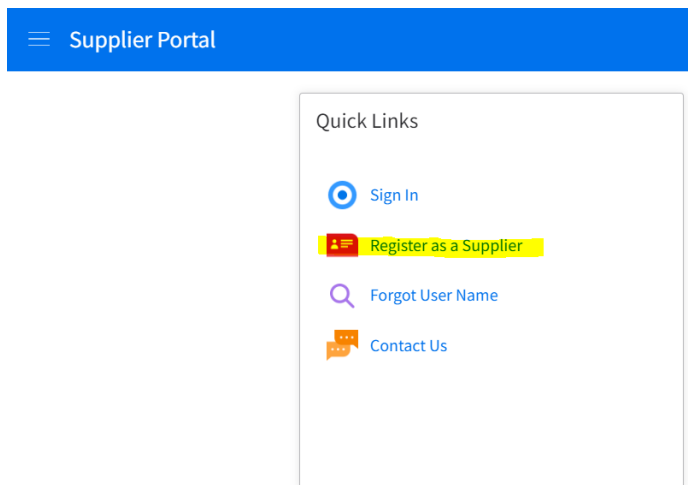 Supplier Portal
Quick Links
Sign In
Register as a Supplier
Forgot User Name
Contact Us